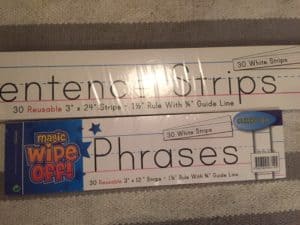 entence Strips
30 White Strips
30 Reusable 3" x 24" Strips · 1½" Rule With ¾" Guide Line
magic
WIPE
OFF!
Phrases
30 White Strips
30 Reusable 3" x 12" Strips · 1½" Rule With ¾" Guide Line